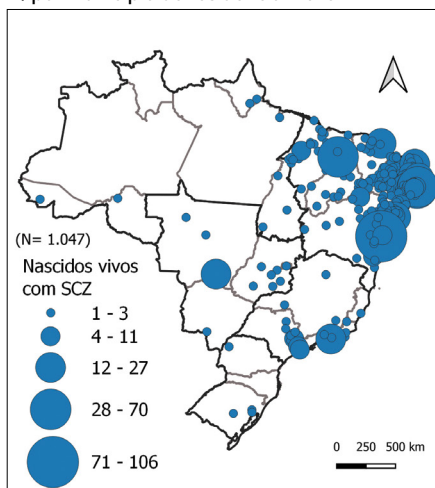 (N= 1.047)
Nascidos vivos
com SCZ
1 - 3
4 - 11
12 - 27
28 - 70
71 - 106
0 250 500 km